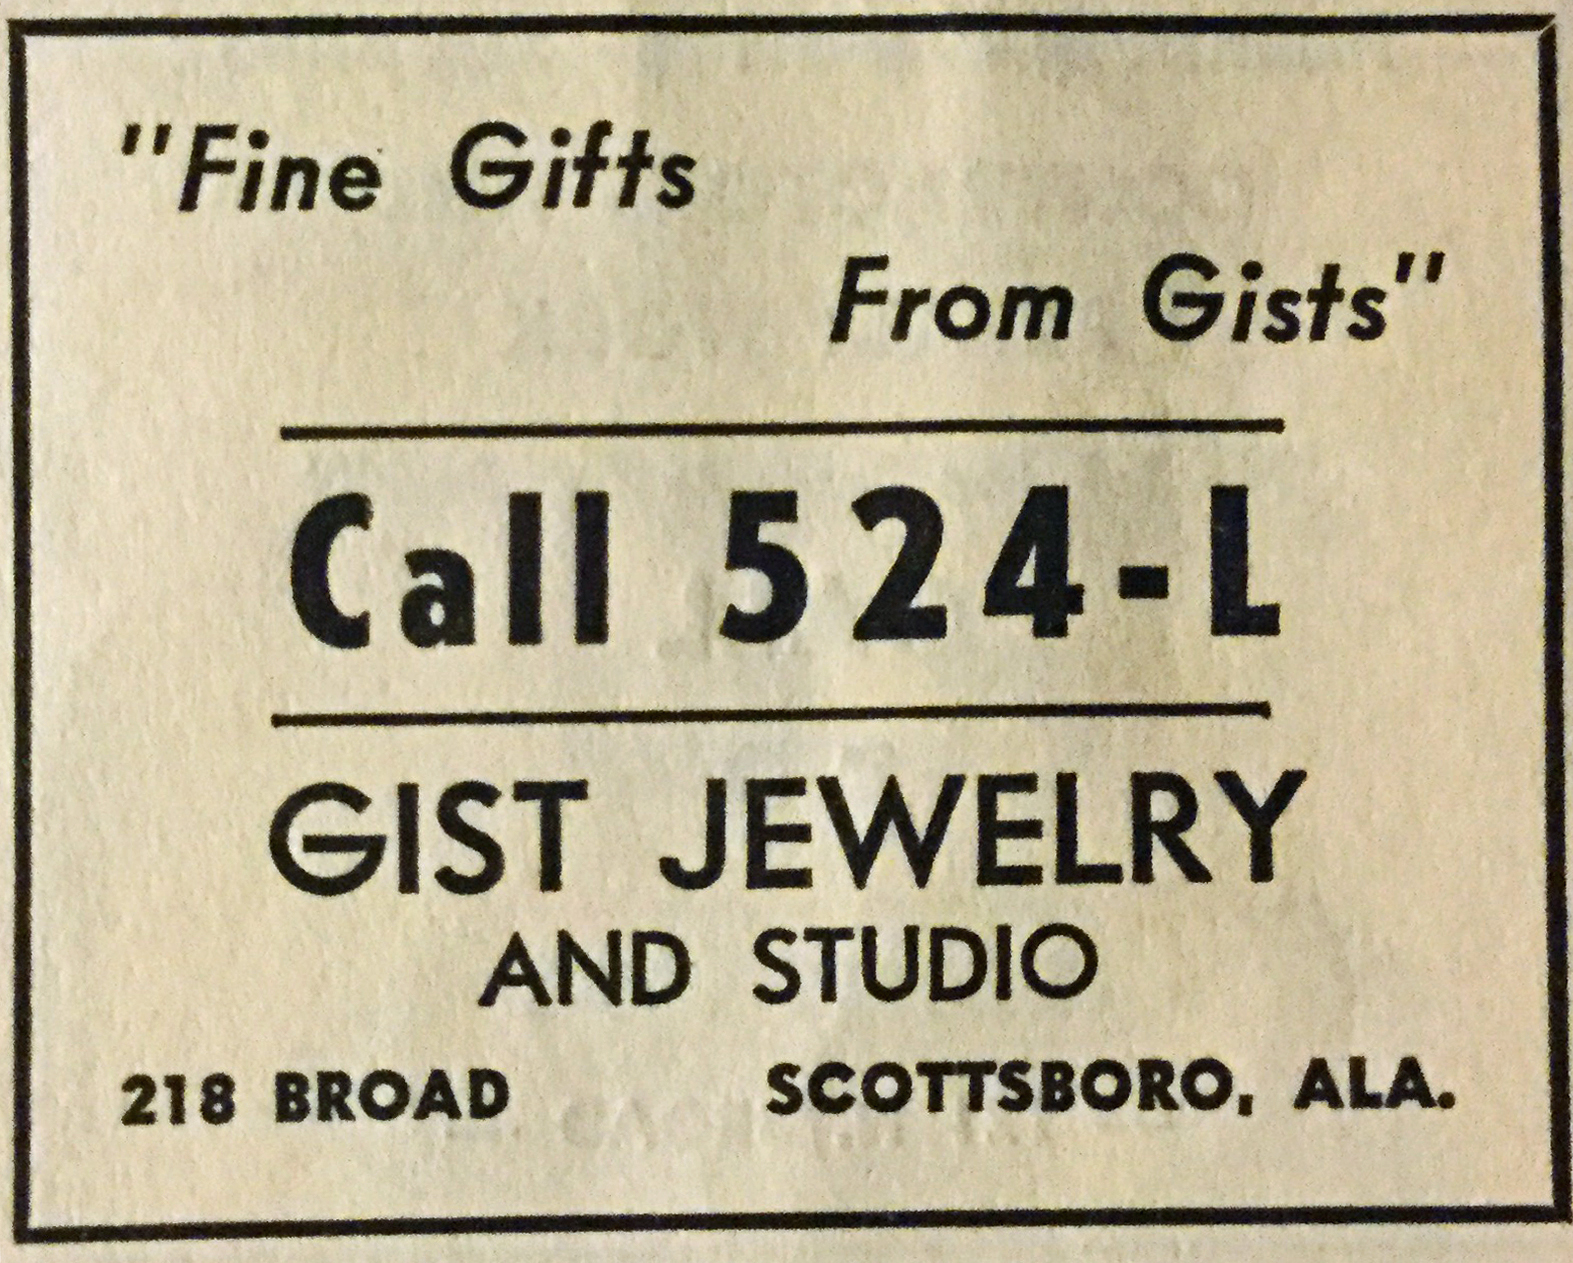 "Fine Gifts
From Gists"
Call 524-L
GIST JEWELRY
AND STUDIO
218 BROAD SCOTTSBORO, ALA.